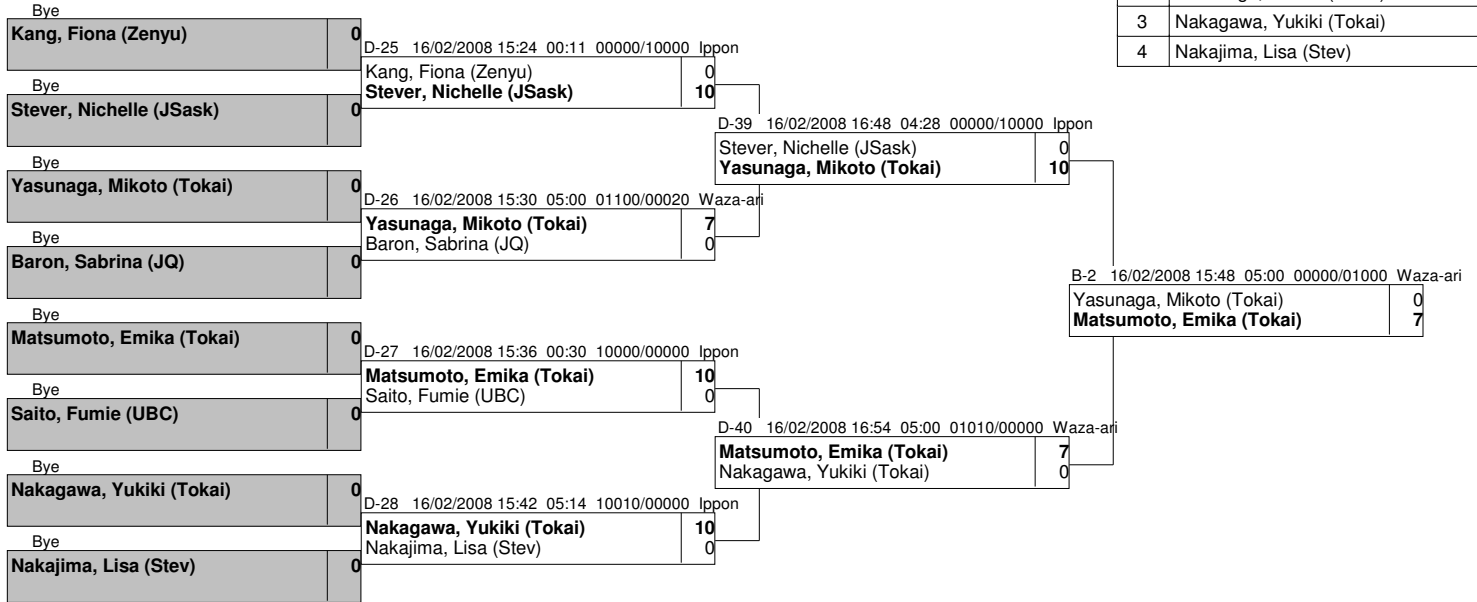 Bye
Kang, Fiona (Zenyu) 0
Bye
Stever, Nichelle (JSask) 0
Bye
Yasunaga, Mikoto (Tokai) 0
Bye
Baron, Sabrina (JQ) 0
Bye
Matsumoto, Emika (Tokai) 0
Bye
Saito, Fumie (UBC) 0
Bye
Nakagawa, Yukiki (Tokai) 0
Bye
Nakajima, Lisa (Stev) 0
D-25 16/02/2008 15:24 00:11 00000/10000 Ippon
Kang, Fiona (Zenyu) 0
Stever, Nichelle (JSask) 10
D-26 16/02/2008 15:30 05:00 01100/00020 Waza-ari
Yasunaga, Mikoto (Tokai) 7
Baron, Sabrina (JQ) 0
D-27 16/02/2008 15:36 00:30 10000/00000 Ippon
Matsumoto, Emika (Tokai) 10
Saito, Fumie (UBC) 0
D-28 16/02/2008 15:42 05:14 10010/00000 Ippon
Nakagawa, Yukiki (Tokai) 10
Nakajima, Lisa (Stev) 0
D-39 16/02/2008 16:48 04:28 00000/10000 Ippon
Stever, Nichelle (JSask) 0
Yasunaga, Mikoto (Tokai) 10
D-40 16/02/2008 16:54 05:00 01010/00000 Waza-ari
Matsumoto, Emika (Tokai) 7
Nakagawa, Yukiki (Tokai) 0
B-2 16/02/2008 15:48 05:00 00000/01000 Waza-ari
Yasunaga, Mikoto (Tokai) 0
Matsumoto, Emika (Tokai) 7
3 Nakagawa, Yukiki (Tokai)
4 Nakajima, Lisa (Stev)